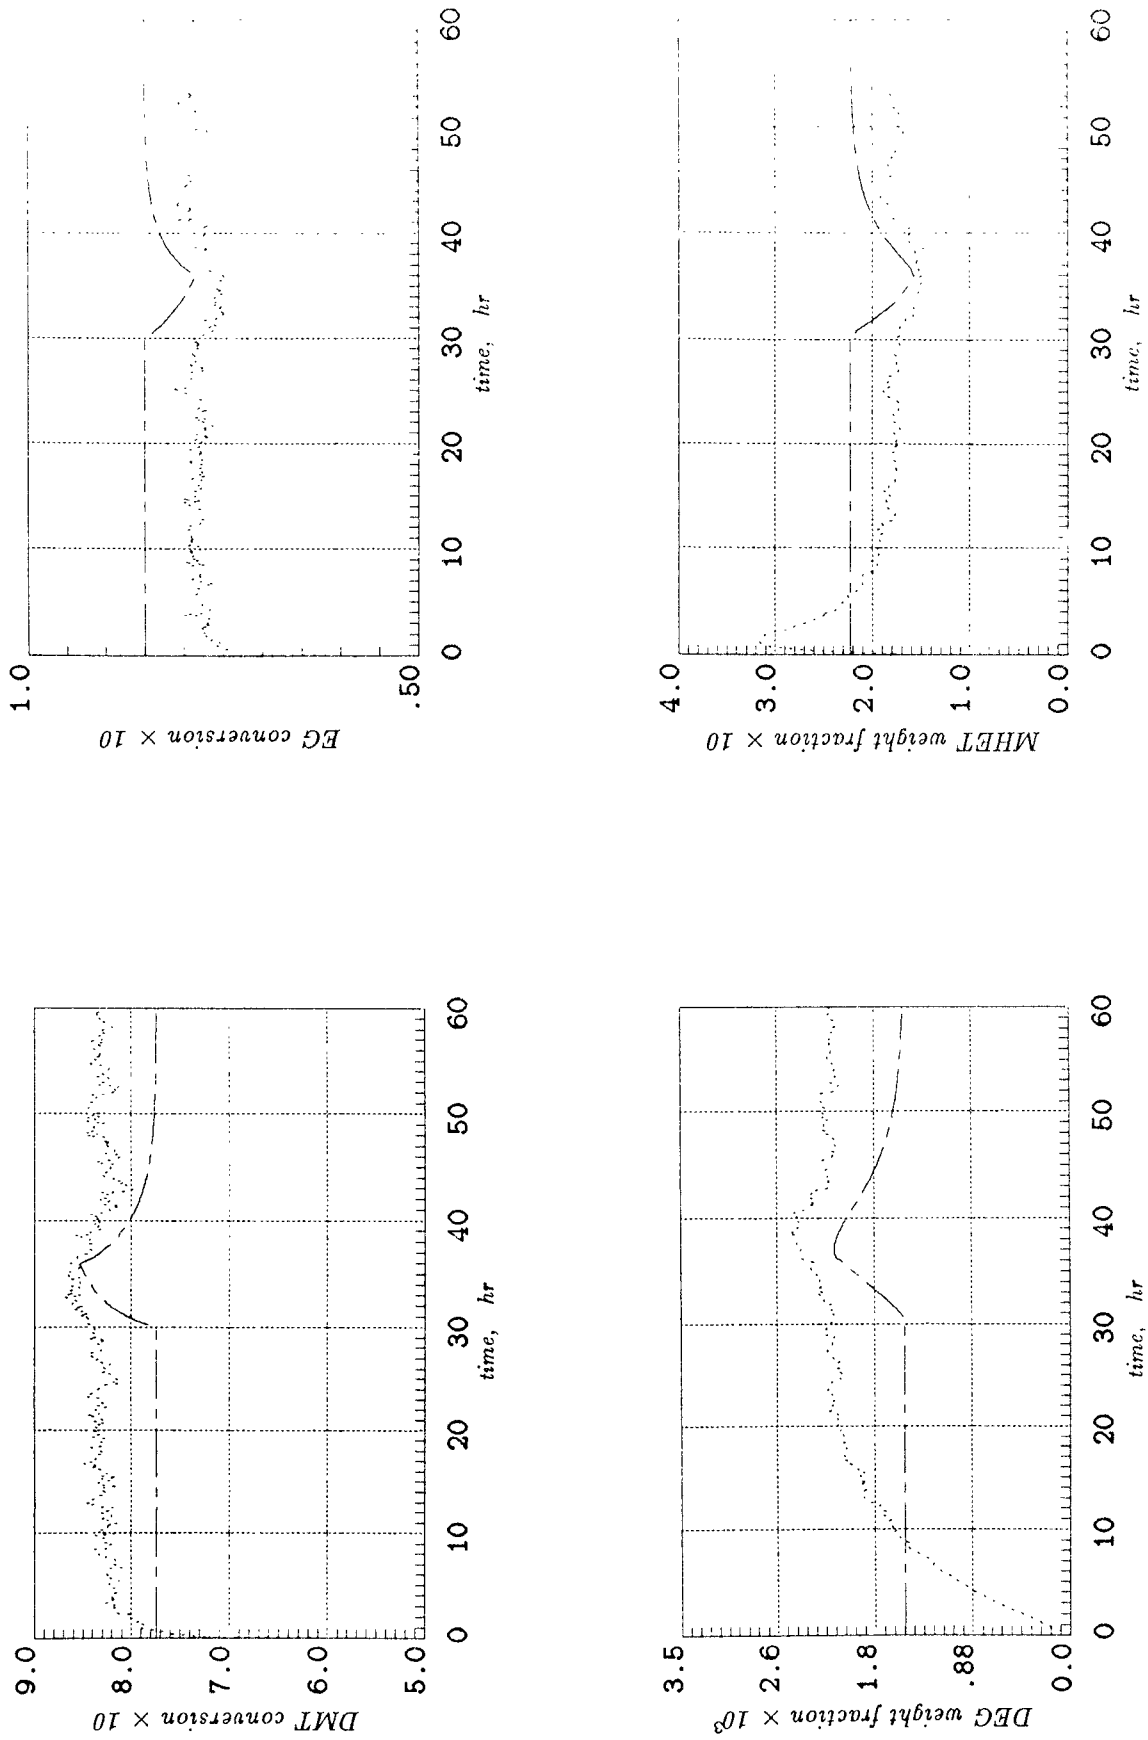 1.0
.50
EG conversion × 10
0 10 20 30 40 50 60
time, hr
4.0
3.0
2.0
1.0
0.0
MHET weight fraction × 10
0 10 20 30 40 50 60
time, hr
9.0
8.0
7.0
6.0
5.0
DMT conversion × 10
0 10 20 30 40 50 60
time, hr
3.5
2.6
1.8
.88
0.0
DEG weight fraction × 10³
0 10 20 30 40 50 60
time, hr